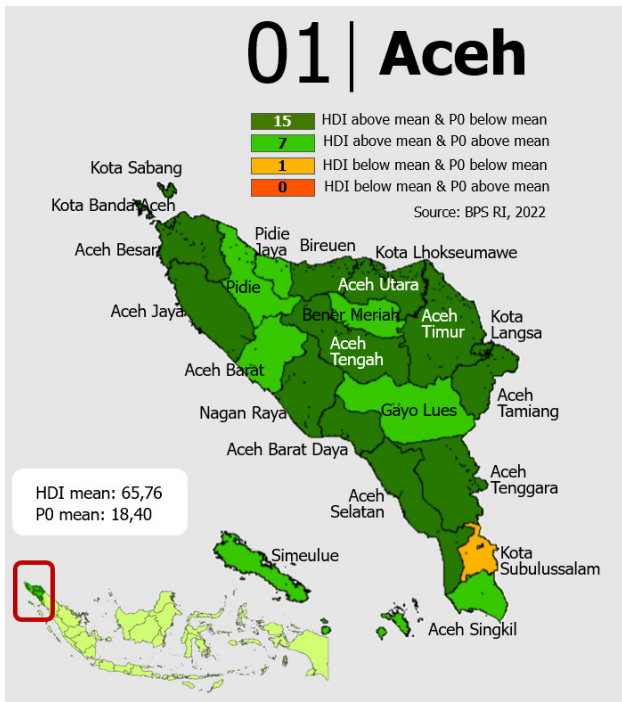 01 | Aceh
15 HDI above mean & P0 below mean
7 HDI above mean & P0 above mean
1 HDI below mean & P0 below mean
0 HDI below mean & P0 above mean
Source: BPS RI, 2022
Kota Sabang
Kota Banda Aceh
Aceh Besar
Pidie
Jaya
Bireuen
Kota Lhokseumawe
Pidie
Aceh Utara
Aceh Jaya
Bener Meriah
Aceh
Timur
Kota
Langsa
Aceh
Tengah
Aceh Barat
Nagan Raya
Gayo Lues
Aceh
Tamiang
Aceh Barat Daya
Aceh
Tenggara
HDI mean: 65,76
P0 mean: 18,40
Aceh
Selatan
Simeulue
Kota
Subulussalam
Aceh Singkil